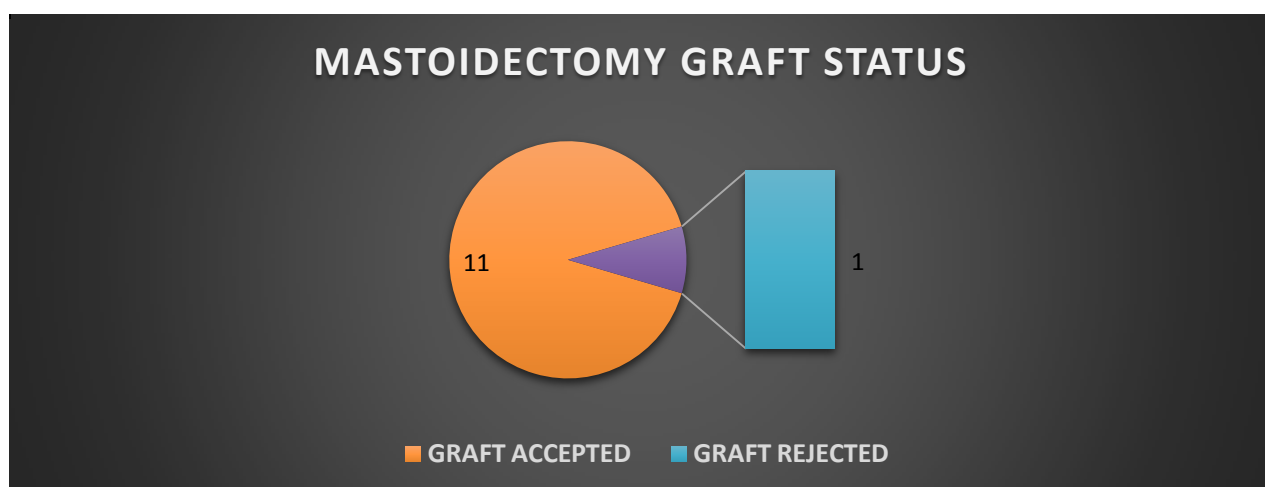 MASTOIDECTOMY GRAFT STATUS
11
1
GRAFT ACCEPTED
GRAFT REJECTED